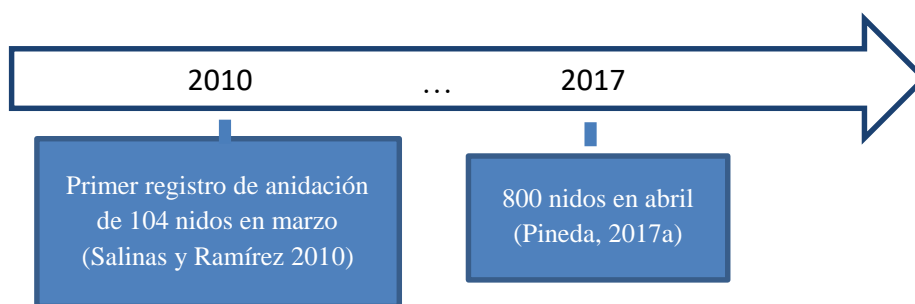 2010 ... 2017
Primer registro de anidación
de 104 nidos en marzo
(Salinas y Ramírez 2010)
800 nidos en abril
(Pineda, 2017a)